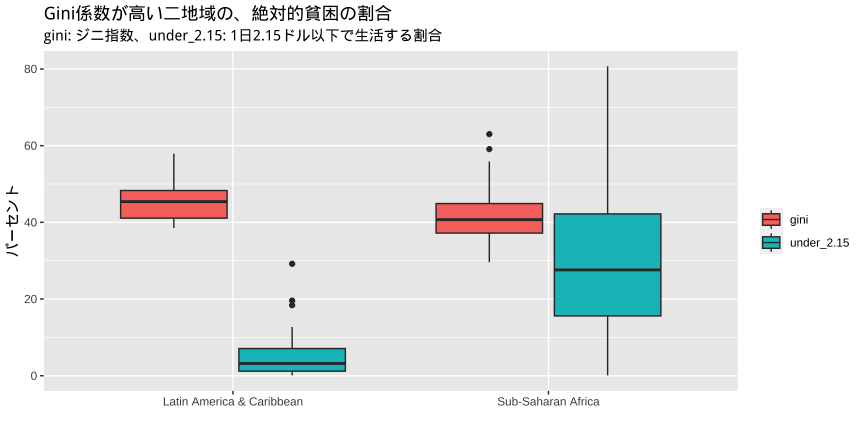 Gini係数が高い二地域の、絶対的貧困の割合
gini: ジニ指数、under_2.15: 1日2.15ドル以下で生活する割合
80
60
40
20
0
パーセント
Latin America & Caribbean
Sub-Saharan Africa
gini
under_2.15